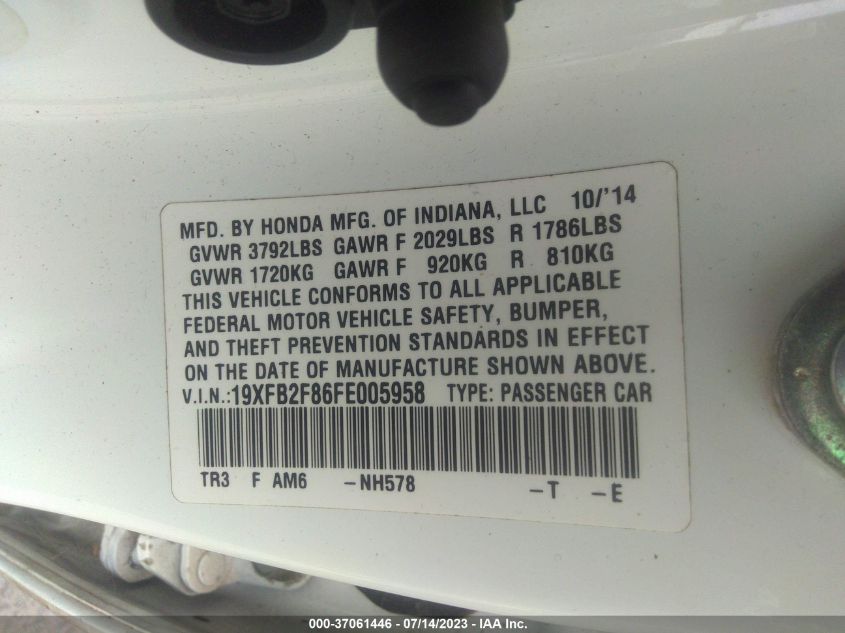 MFD. BY HONDA MFG. OF INDIANA, LLC 10/'14
GVWR 3792LBS GAWR F 2029LBS R 1786LBS
GVWR 1720KG GAWR F 920KG R 810KG
THIS VEHICLE CONFORMS TO ALL APPLICABLE
FEDERAL MOTOR VEHICLE SAFETY, BUMPER,
AND THEFT PREVENTION STANDARDS IN EFFECT
ON THE DATE OF MANUFACTURE SHOWN ABOVE.
V.I.N.:19XFB2F86FE005958 TYPE: PASSENGER CAR
TR3 F AM6 -NH578 -T -E
000-37061446 - 07/14/2023 - IAA Inc.